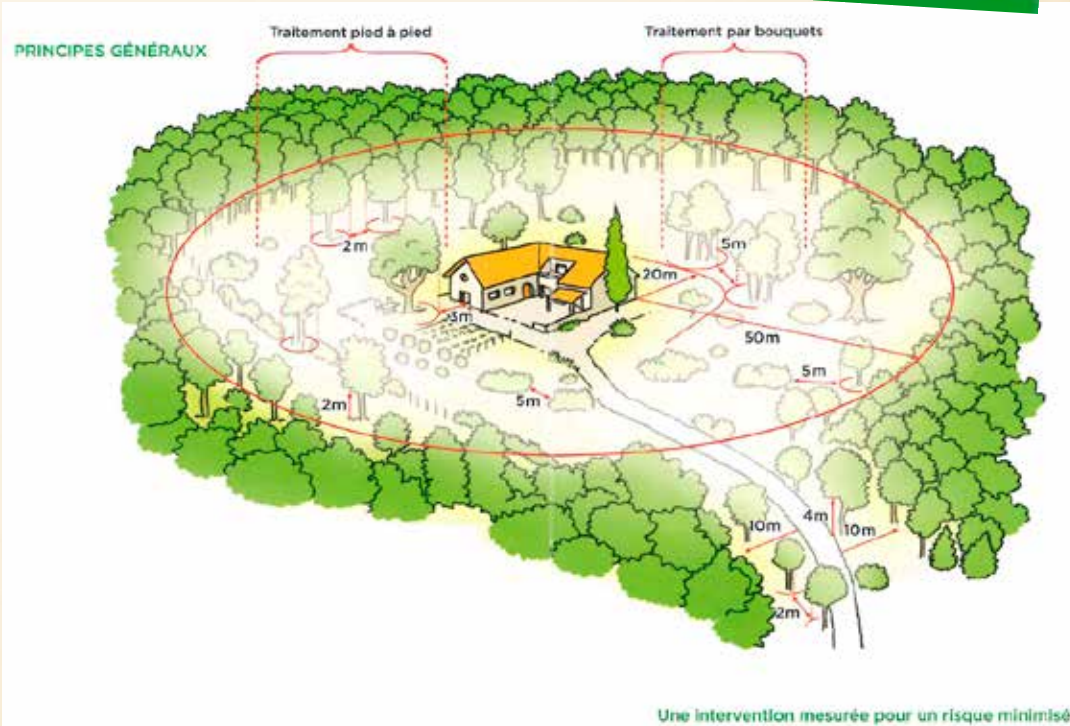 PRINCIPES GÉNÉRAUX
Traitement pied à pied
Traitement par bouquets
2m
5m
20m
3m
50m
5m
5m
2m
4m
10m
10m
2m
Une intervention mesurée pour un risque minimisé